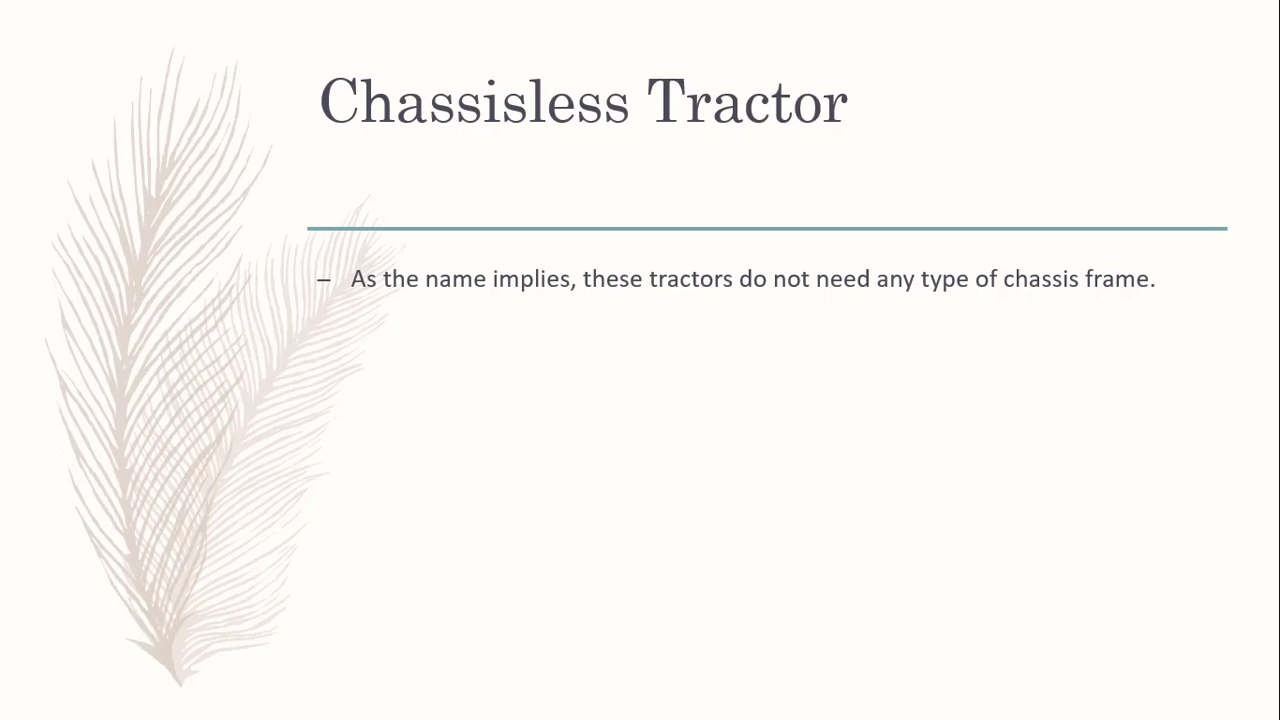 Chassisless Tractor
– As the name implies, these tractors do not need any type of chassis frame.